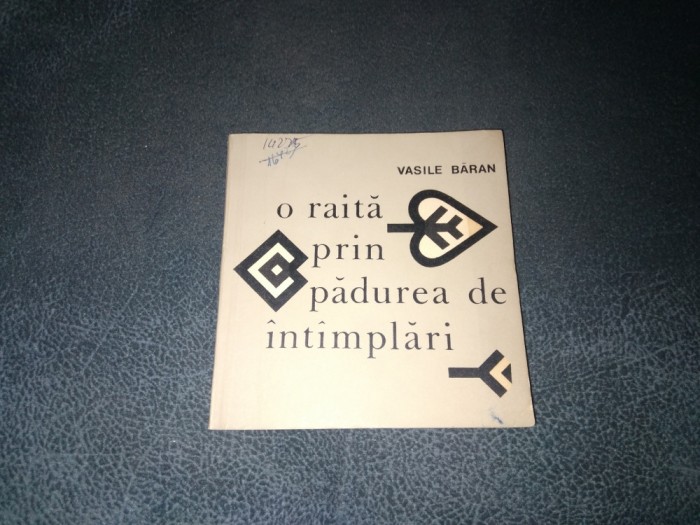 VASILE BĂRAN
o raită
prin
pădurea de
întîmplări